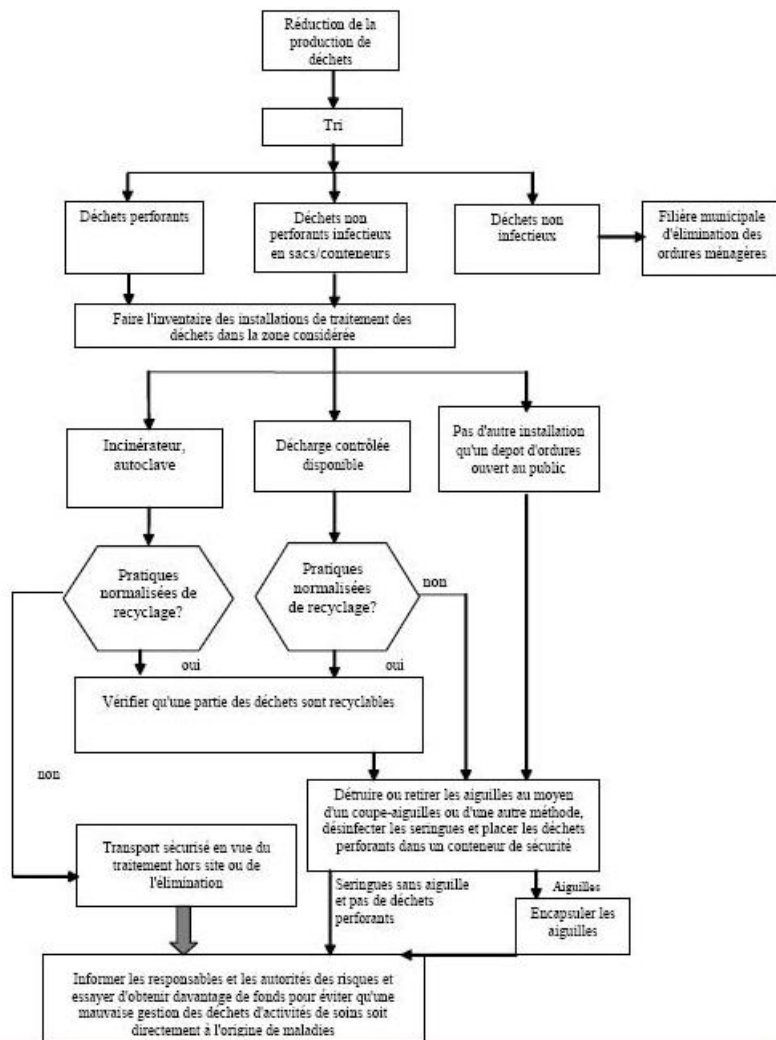 Réduction de la
production de
déchets
Tri
Déchets perforants
Déchets non
perforants infectieux
en sacs/conteneurs
Déchets non
infectieux
Filière municipale
d'élimination des
ordures ménagères
Faire l'inventaire des installations de traitement des
déchets dans la zone considérée
Incinérateur,
autoclave
Décharge contrôlée
disponible
Pas d'autre installation
qu'un depot d'ordures
ouvert au public
Pratiques
normalisées de
recyclage?
Pratiques
normalisées
de recyclage?
non
oui
oui
Vérifier qu'une partie des déchets sont recyclables
non
Détruire ou retirer les aiguilles au moyen
d'un coupe-aiguilles ou d'une autre méthode,
désinfecter les seringues et placer les déchets
perforants dans un conteneur de sécurité
Transport sécurisé en vue du
traitement hors site ou de
l'élimination
Seringues sans aiguille
et pas de déchets
perforants
Aiguilles
Encapsuler les
aiguilles
Informer les responsables et les autorités des risques et
essayer d'obtenir davantage de fonds pour éviter qu'une
mauvaise gestion des déchets d'activités de soins soit
directement à l'origine de maladies